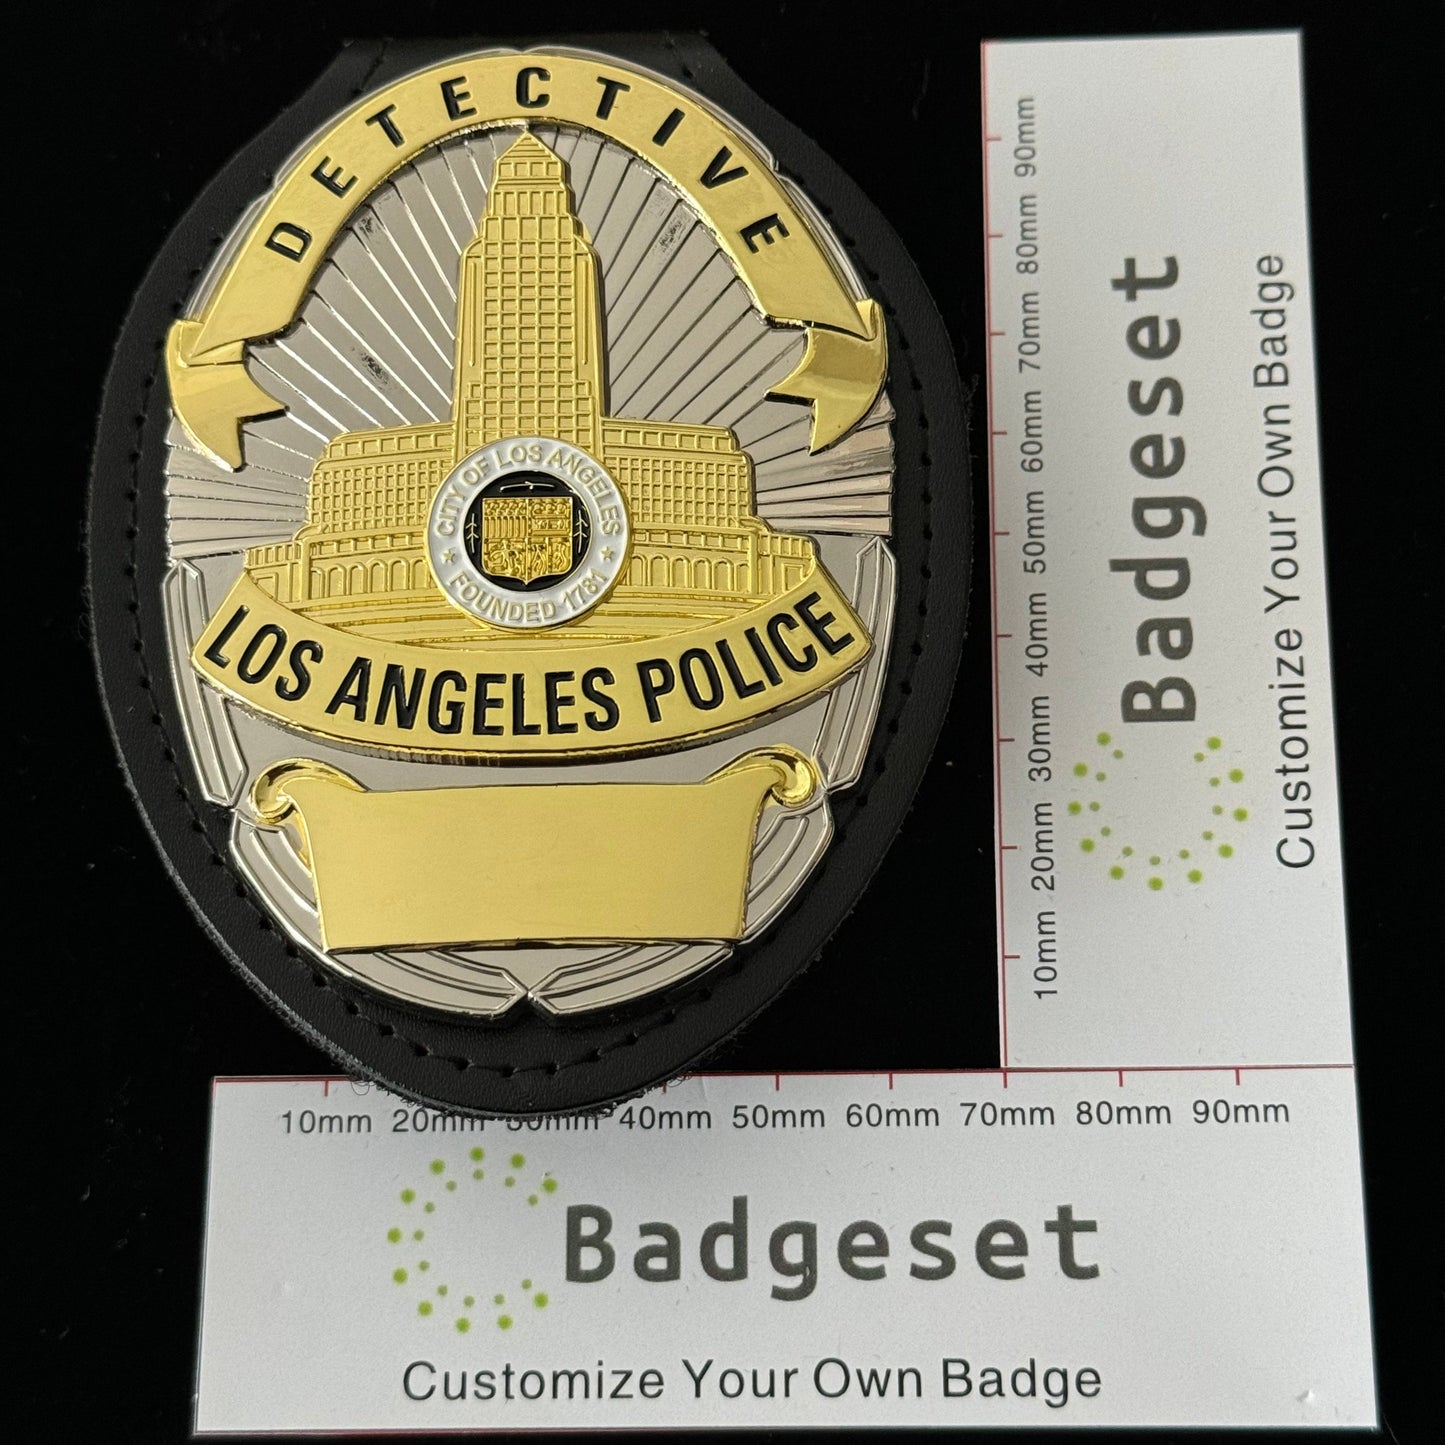 DETECTIVE
CITY OF LOS ANGELES
FOUNDED 1781
LOS ANGELES POLICE
90mm
80mm
70mm
60mm
50mm
40mm
30mm
20mm
10mm
Badgeset
Customize Your Own Badge
10mm 20mm 30mm 40mm 50mm 60mm 70mm 80mm 90mm
Badgeset
Customize Your Own Badge